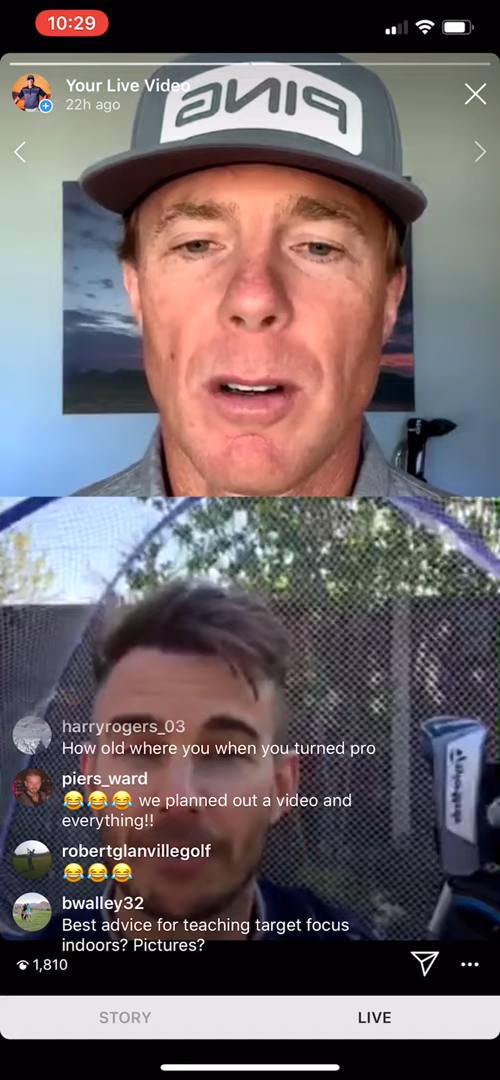 10:29
Your Live Video
22h ago
PING
harryrogers_03
How old where you when you turned pro
piers_ward
😂😂😂 we planned out a video and
everything!!
robertglanvillegolf
😂😂😂
bwalley32
Best advice for teaching target focus
indoors? Pictures?
1,810
STORY
LIVE